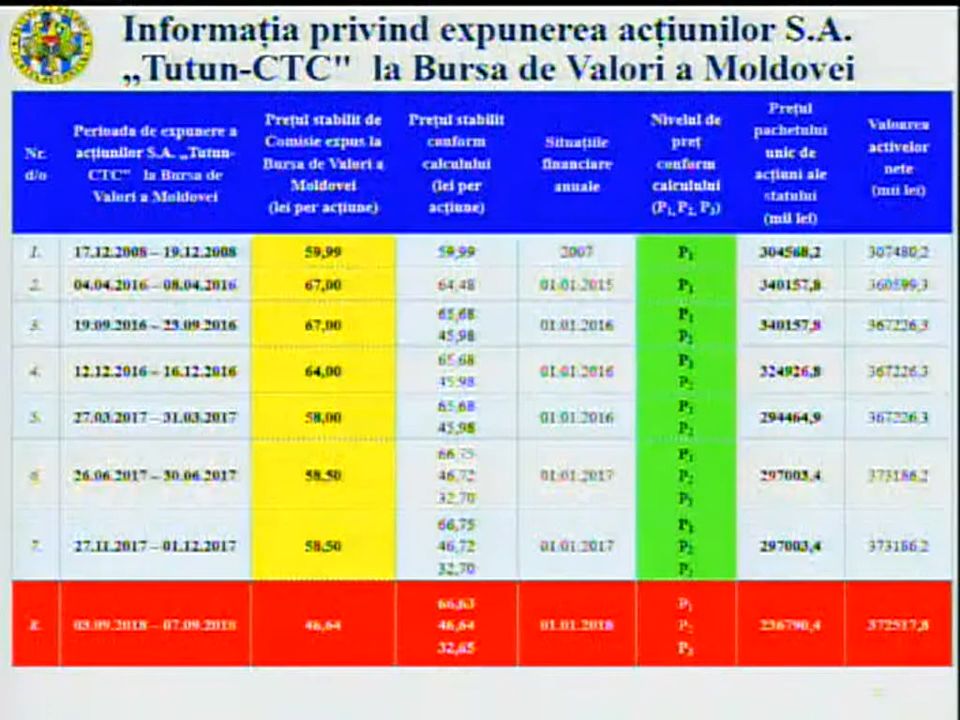 Informația privind expunerea acțiunilor S.A.
„Tutun-CTC" la Bursa de Valori a Moldovei
Nr. d/o
Perioada de expunere a acțiunilor S.A. „Tutun-CTC" la Bursa de Valori a Moldovei
Prețul stabilit de Comisie expus la Bursa de Valori a Moldovei (lei per acțiune)
Prețul stabilit conform calculului (lei per acțiune)
Situațiile financiare anuale
Nivelul de preț conform calculului (P1, P2, P3)
Prețul pachetului unic de acțiuni ale statului (mii lei)
Valoarea activelor nete (mii lei)
1. 17.12.2008 – 19.12.2008 59,99 59,99 2007 P1 304568,2 307480,2
2. 04.04.2016 – 08.04.2016 67,00 64,48 01.01.2015 P1 340157,8 360599,3
3. 19.09.2016 – 23.09.2016 67,00 65,68 45,98 01.01.2016 P1 P2 340157,8 367226,3
4. 12.12.2016 – 16.12.2016 64,00 65,68 45,98 01.01.2016 P1 P2 324926,8 367226,3
5. 27.03.2017 – 31.03.2017 58,00 65,68 45,98 01.01.2016 P1 P2 294464,9 367226,3
6. 26.06.2017 – 30.06.2017 58,50 66,75 46,72 32,70 01.01.2017 P1 P2 297003,4 373186,2
7. 27.11.2017 – 01.12.2017 58,50 66,75 46,72 32,70 01.01.2017 P1 P2 297003,4 373186,2
8. 03.09.2018 – 07.09.2018 46,64 66,63 46,64 32,65 01.01.2018 P1 P2 P3 236790,4 372517,8